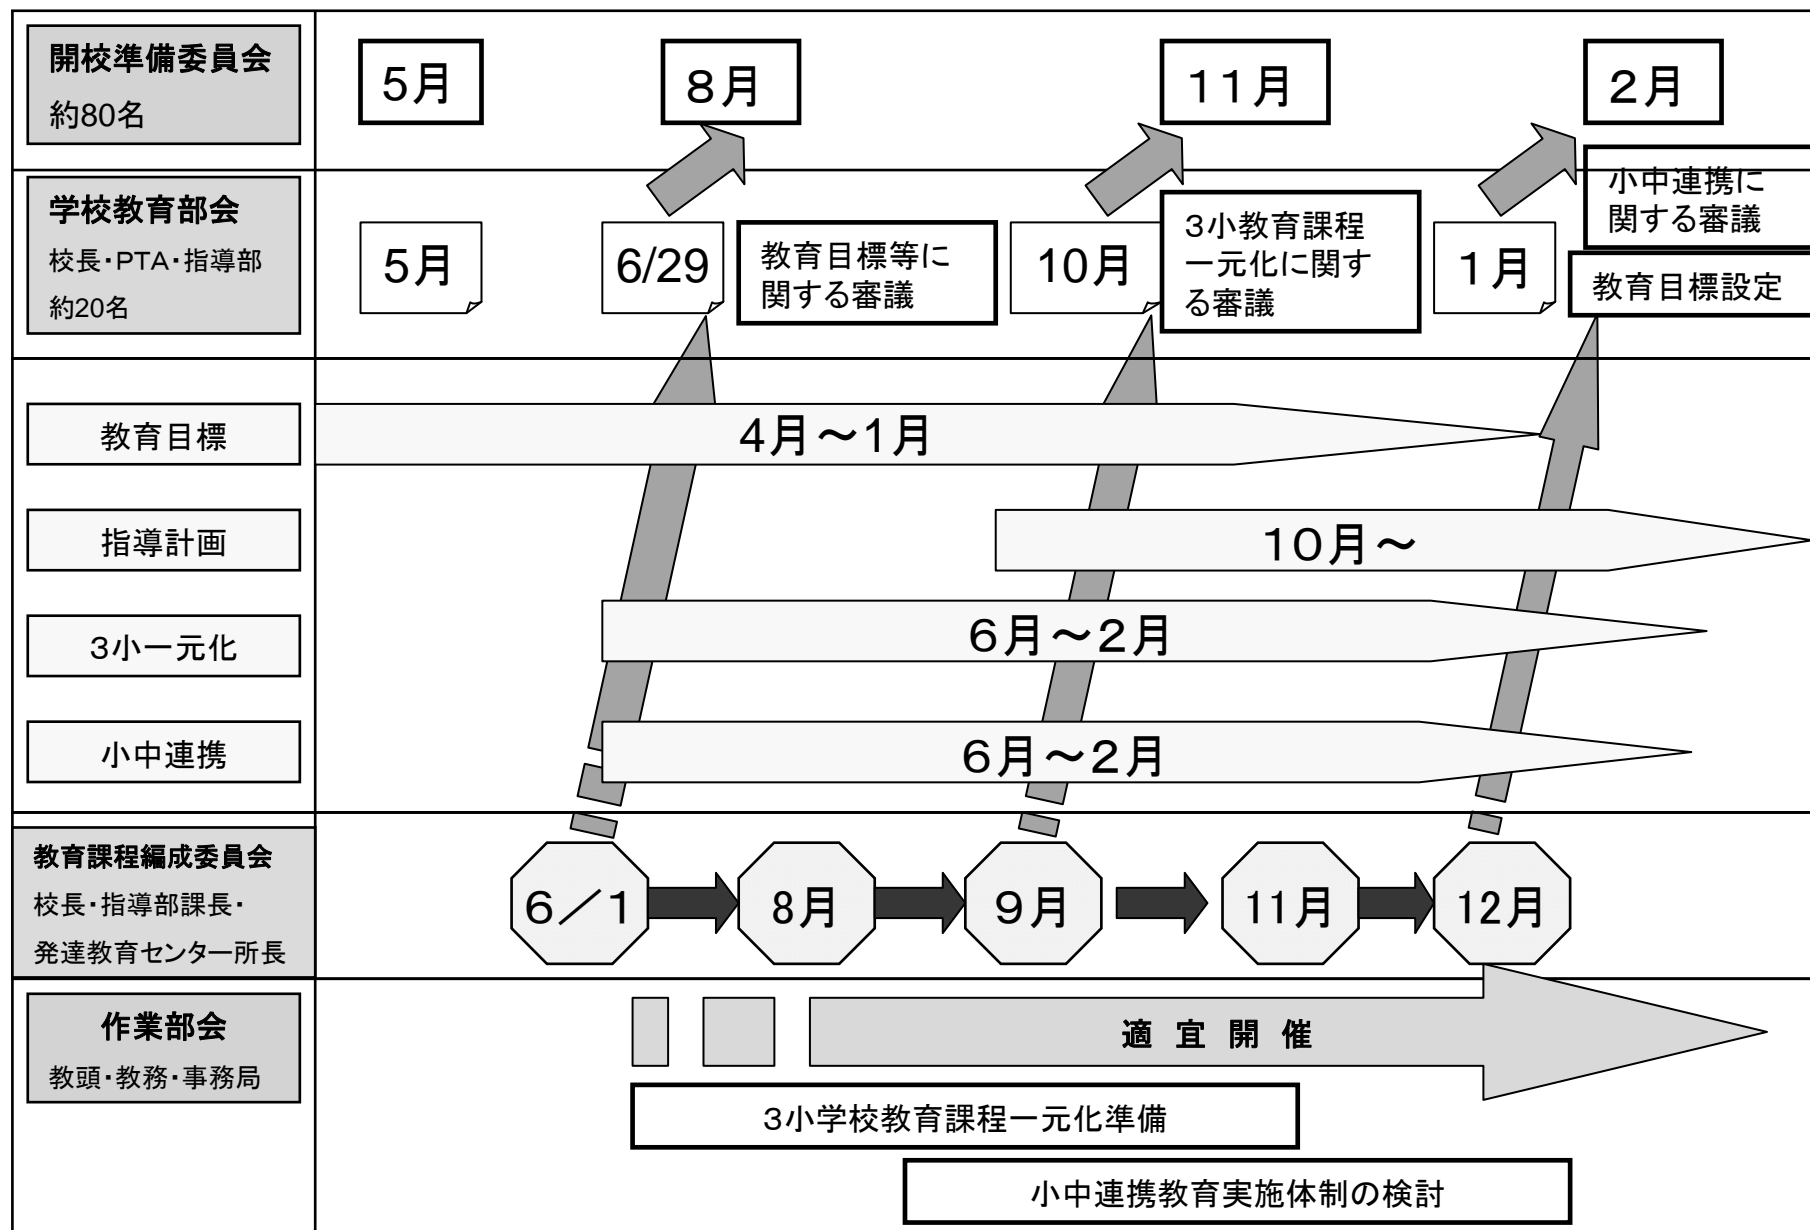 開校準備委員会
約80名
5月
８月
１１月
２月
学校教育部会
校長・PTA・指導部
約20名
5月
6/29
教育目標等に
関する審議
10月
３小教育課程
一元化に関す
る審議
１月
小中連携に
関する審議
教育目標設定
教育目標
4月～1月
指導計画
１０月～
３小一元化
６月～２月
小中連携
６月～２月
教育課程編成委員会
校長・指導部課長・
発達教育センター所長
６／１
8月
９月
11月
12月
作業部会
教頭・教務・事務局
適 宜 開 催
３小学校教育課程一元化準備
小中連携教育実施体制の検討